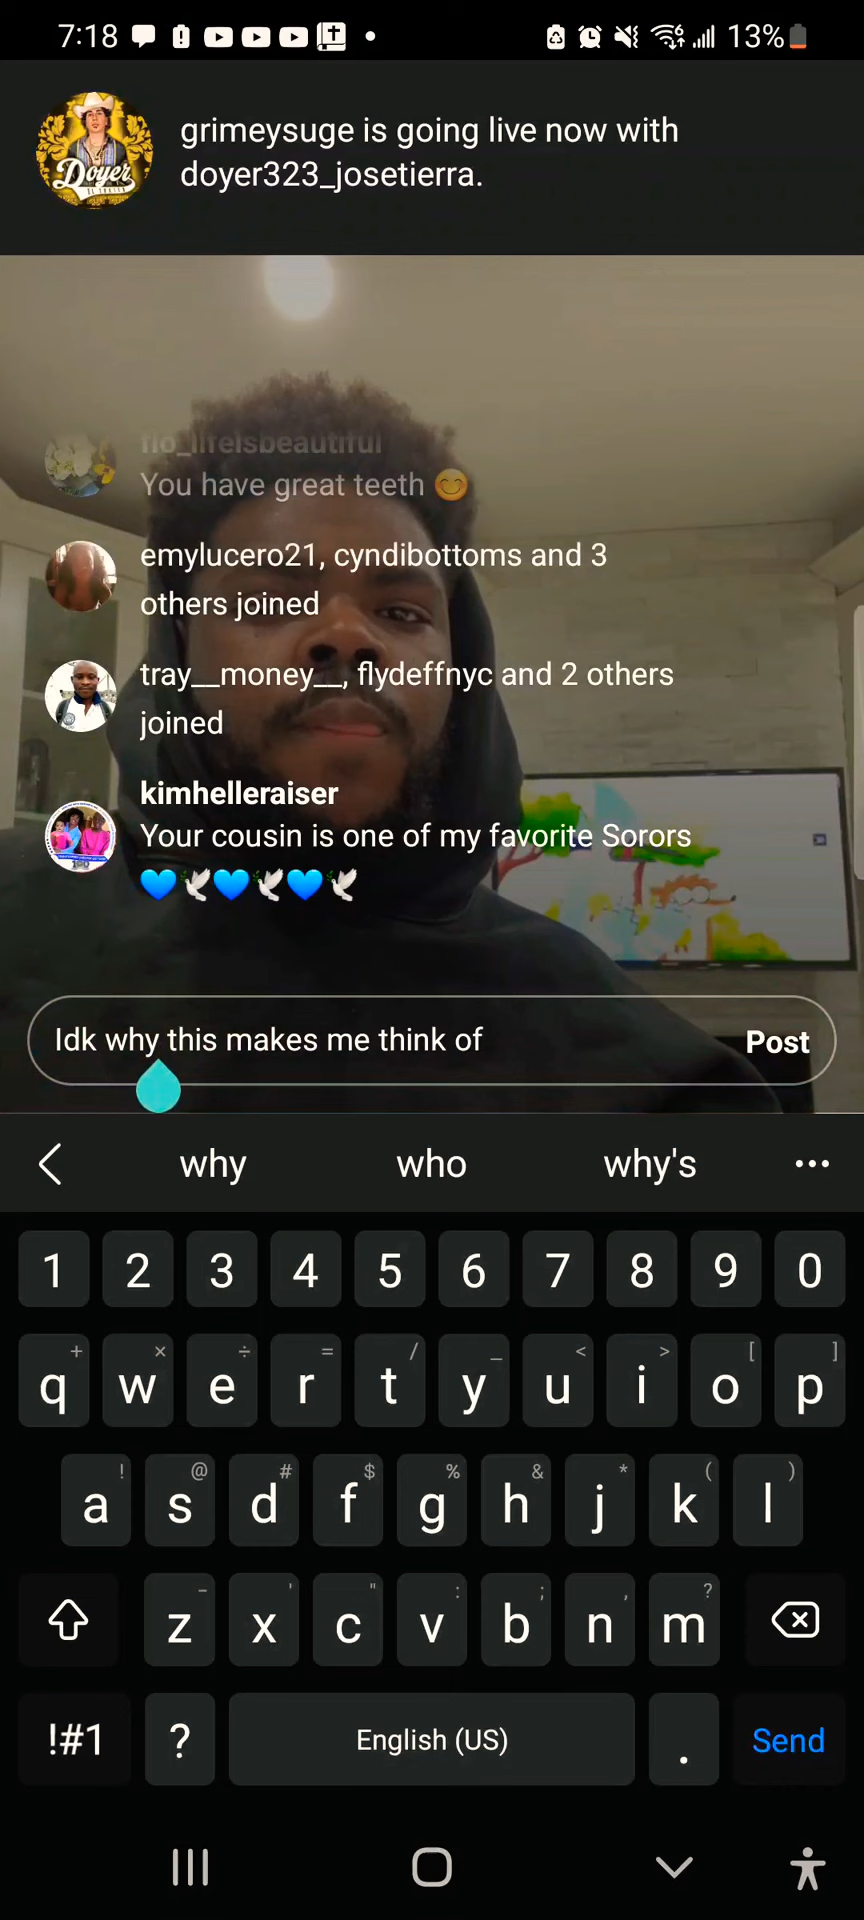 7:18 13%
grimeysuge is going live now with
doyer323_josetierra.
Doyer
flo_lifeisbeautiful
You have great teeth 😊
emylucero21, cyndibottoms and 3
others joined
tray__money__, flydeffnyc and 2 others
joined
kimhelleraiser
Your cousin is one of my favorite Sorors
💙🕊💙🕊💙🕊
Idk why this makes me think of Post
why who why's ...
1 2 3 4 5 6 7 8 9 0
+ × ÷ = / _ < > [ ]
q w e r t y u i o p
! @ # $ % & * ( )
a s d f g h j k l
- ' " : ; , ?
z x c v b n m
!#1 ? English (US) . Send